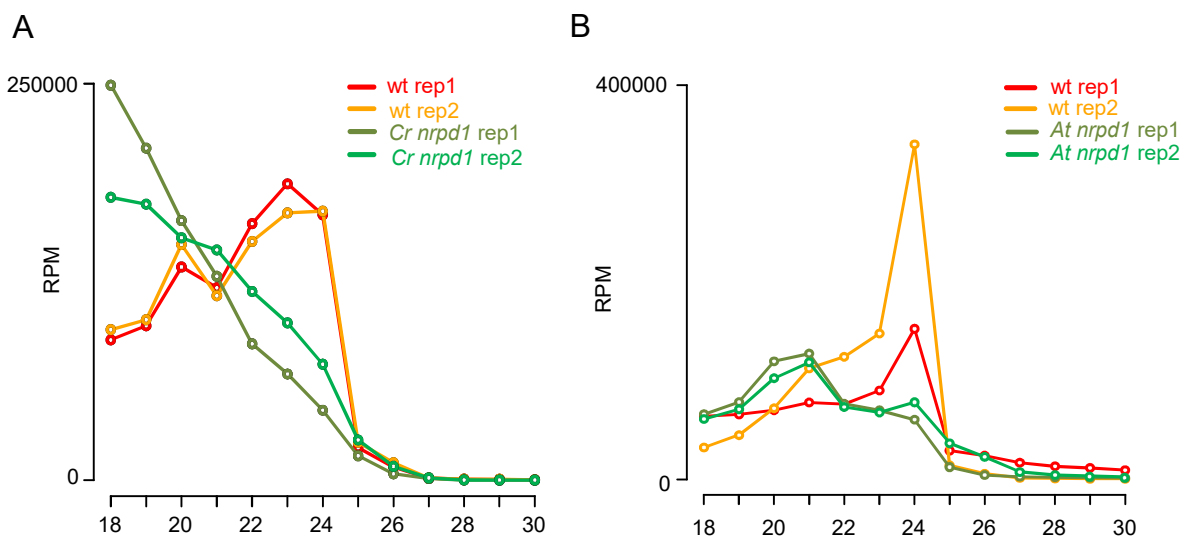 A
250000
RPM
0
wt rep1
wt rep2
Cr nrpd1 rep1
Cr nrpd1 rep2
18 20 22 24 26 28 30
B
400000
RPM
0
wt rep1
wt rep2
At nrpd1 rep1
At nrpd1 rep2
18 20 22 24 26 28 30